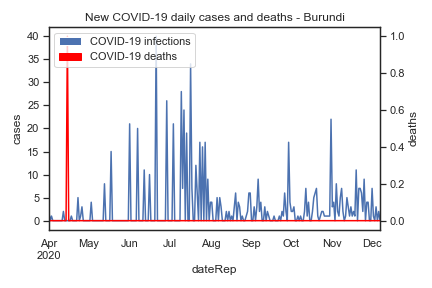 New COVID-19 daily cases and deaths - Burundi
COVID-19 infections
COVID-19 deaths
40
35
30
25
20
15
10
5
0
cases
1.0
0.8
0.6
0.4
0.2
0.0
deaths
Apr May Jun Jul Aug Sep Oct Nov Dec
2020
dateRep